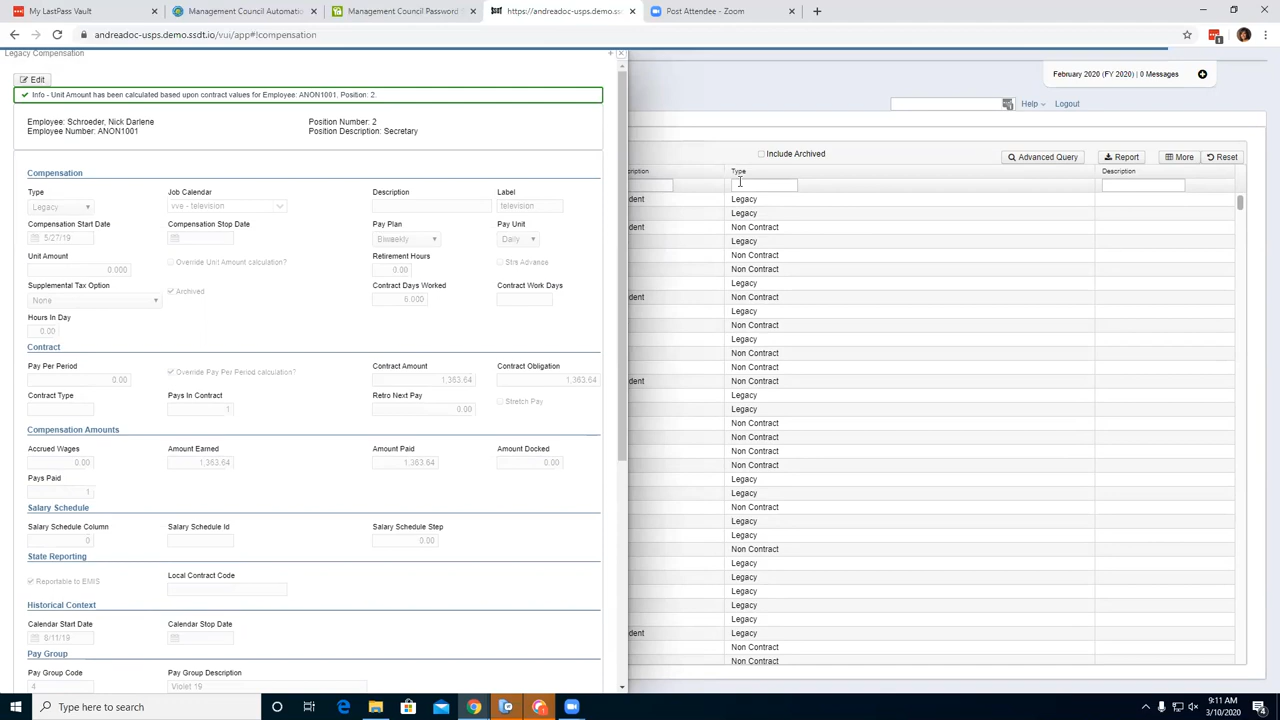 My LastPass Vault
Management Council Automatio
Management Council Password
https://andreadoc-usps.demo.ssd
Post Attendee - Zoom
andreadoc-usps.demo.ssdt.io/vui/app#!compensation
Legacy Compensation
February 2020 (FY 2020) | 0 Messages
Edit
Info - Unit Amount has been calculated based upon contract values for Employee: ANON1001, Position: 2.
Help
Logout
Employee: Schroeder, Nick Darlene
Position Number: 2
Employee Number: ANON1001
Position Description: Secretary
Include Archived
Advanced Query
Report
More
Reset
Compensation
ription
Type
Description
Type
Job Calendar
Description
Label
Legacy
vve - television
television
Compensation Start Date
Compensation Stop Date
Pay Plan
Pay Unit
5/27/19
Biweekly
Daily
Unit Amount
Retirement Hours
0.000
Override Unit Amount calculation?
0.00
Strs Advance
Supplemental Tax Option
Contract Days Worked
Contract Work Days
None
Archived
6.000
Hours In Day
0.00
Contract
Pay Per Period
Contract Amount
Contract Obligation
0.00
Override Pay Per Period calculation?
1,363.64
1,363.64
Contract Type
Pays In Contract
Retro Next Pay
1
0.00
Stretch Pay
Compensation Amounts
Accrued Wages
Amount Earned
Amount Paid
Amount Docked
0.00
1,363.64
1,363.64
0.00
Pays Paid
1
Salary Schedule
Salary Schedule Column
Salary Schedule Id
Salary Schedule Step
0
0.00
State Reporting
Reportable to EMIS
Local Contract Code
Historical Context
Calendar Start Date
Calendar Stop Date
8/11/19
Pay Group
Pay Group Code
Pay Group Description
4
Violet 19
dent Legacy
Legacy
dent Non Contract
Legacy
Non Contract
Non Contract
Legacy
dent Non Contract
Legacy
Non Contract
Legacy
Non Contract
Non Contract
dent Non Contract
Legacy
Legacy
Non Contract
Non Contract
Non Contract
Non Contract
Legacy
Legacy
Non Contract
Legacy
Legacy
Non Contract
Legacy
Legacy
Legacy
Legacy
Legacy
dent Legacy
Non Contract
Non Contract
Type here to search
9:11 AM
3/10/2020
4